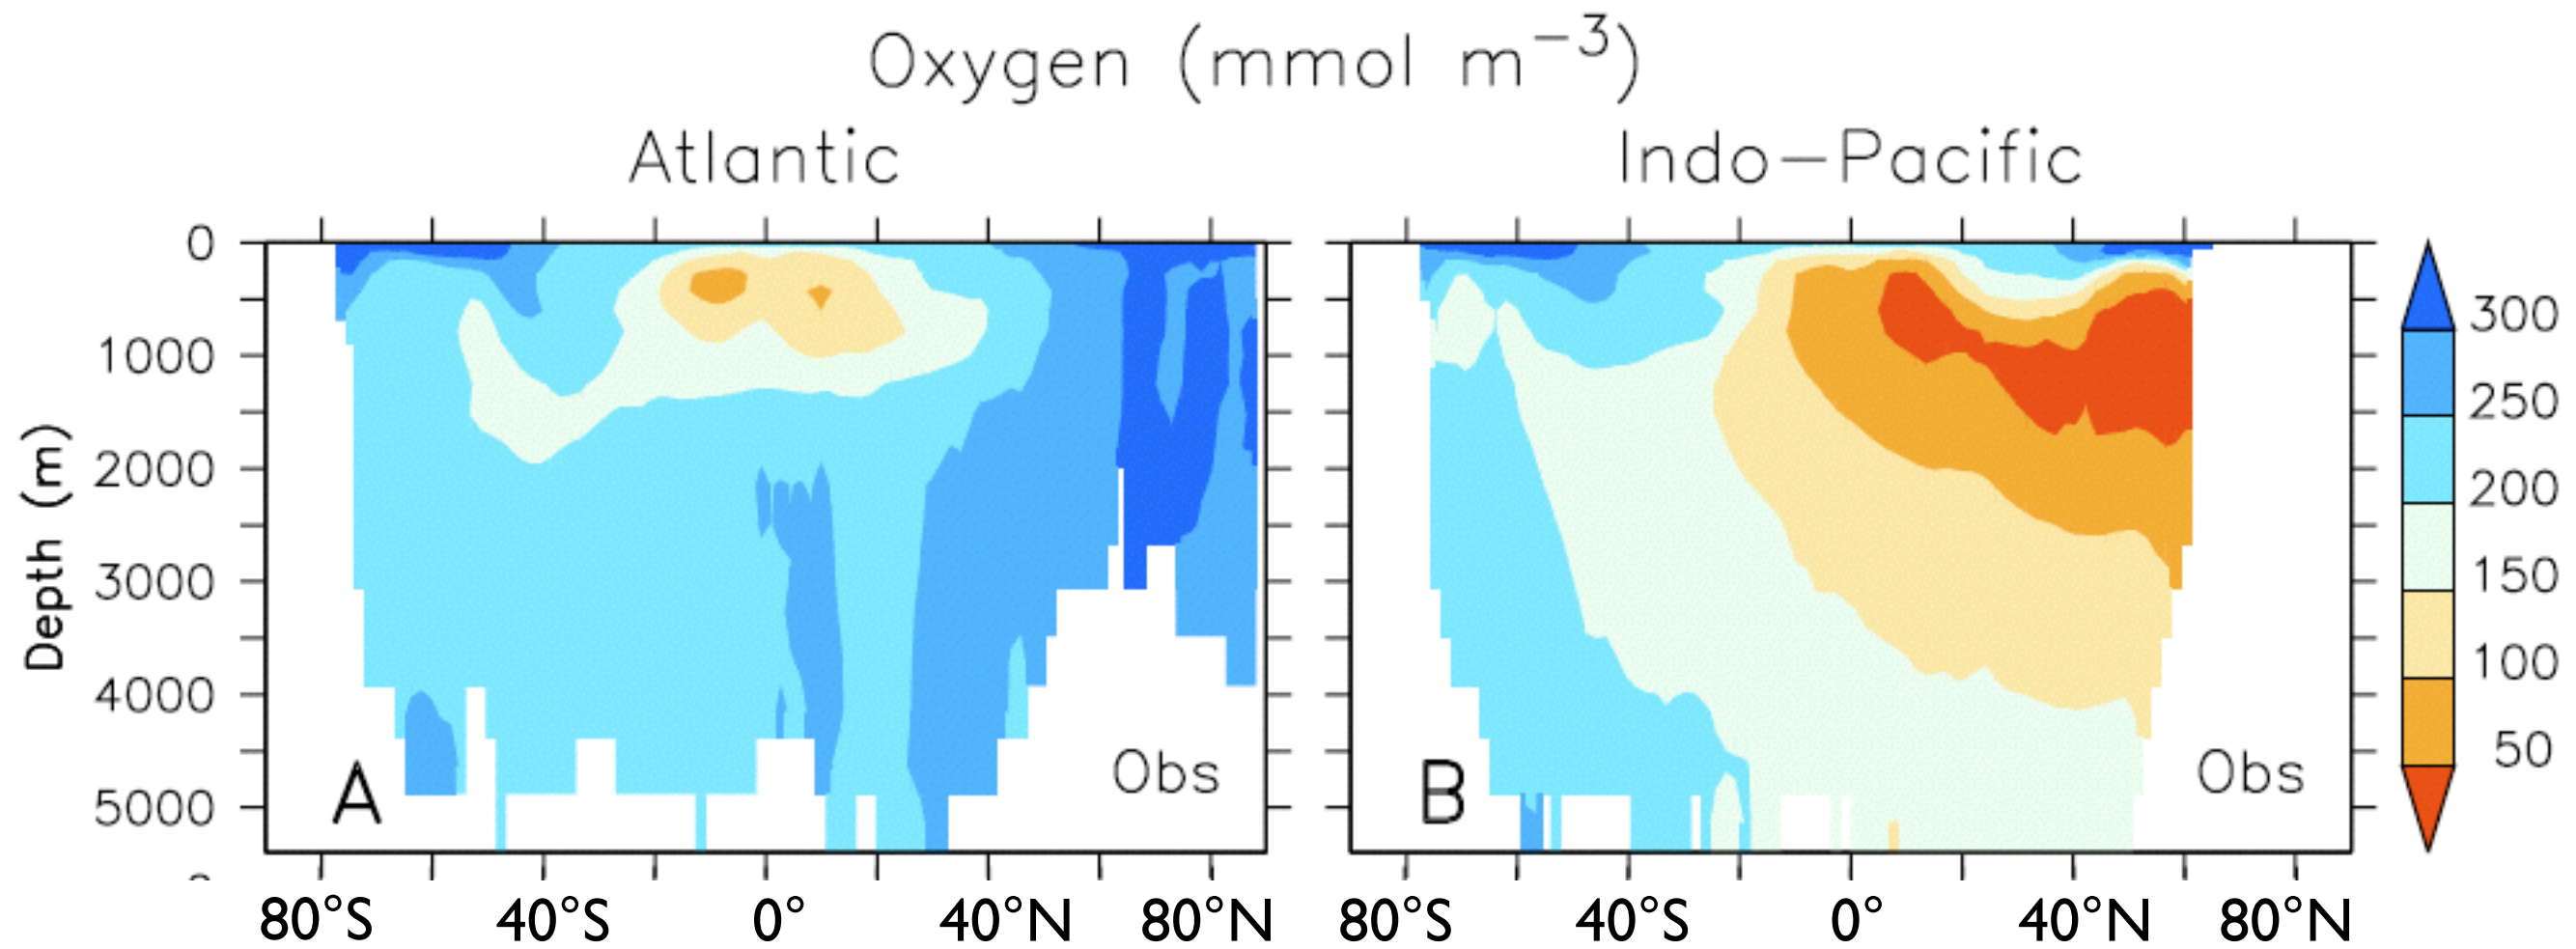 Oxygen (mmol m−3)
Atlantic
Indo−Pacific
Depth (m)
0
1000
2000
3000
4000
5000
A
Obs
B
Obs
300
250
200
150
100
50
80°S 40°S 0° 40°N 80°N
80°S 40°S 0° 40°N 80°N